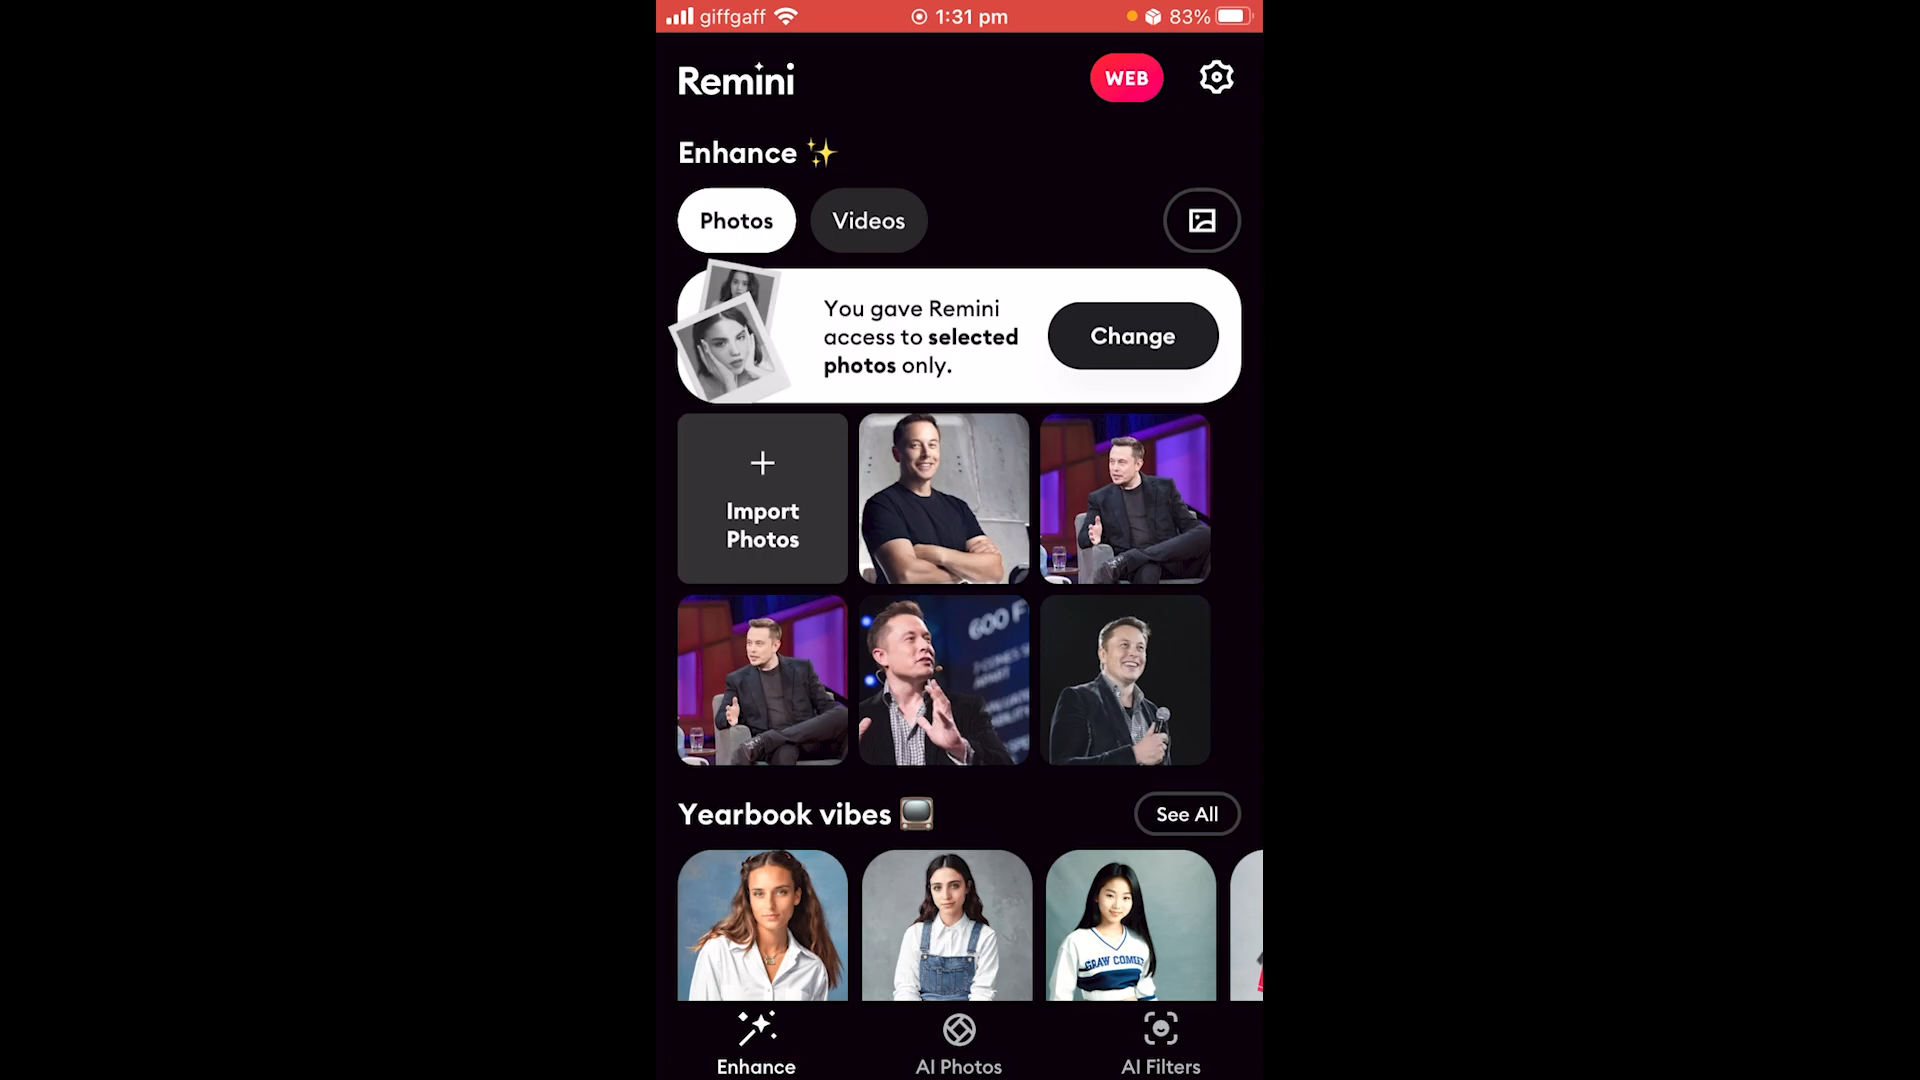 giffgaff
1:31 pm
83%
Remini
WEB
Enhance
Photos
Videos
You gave Remini
access to selected
photos only.
Change
Import
Photos
600 F
Yearbook vibes
See All
Enhance
AI Photos
AI Filters